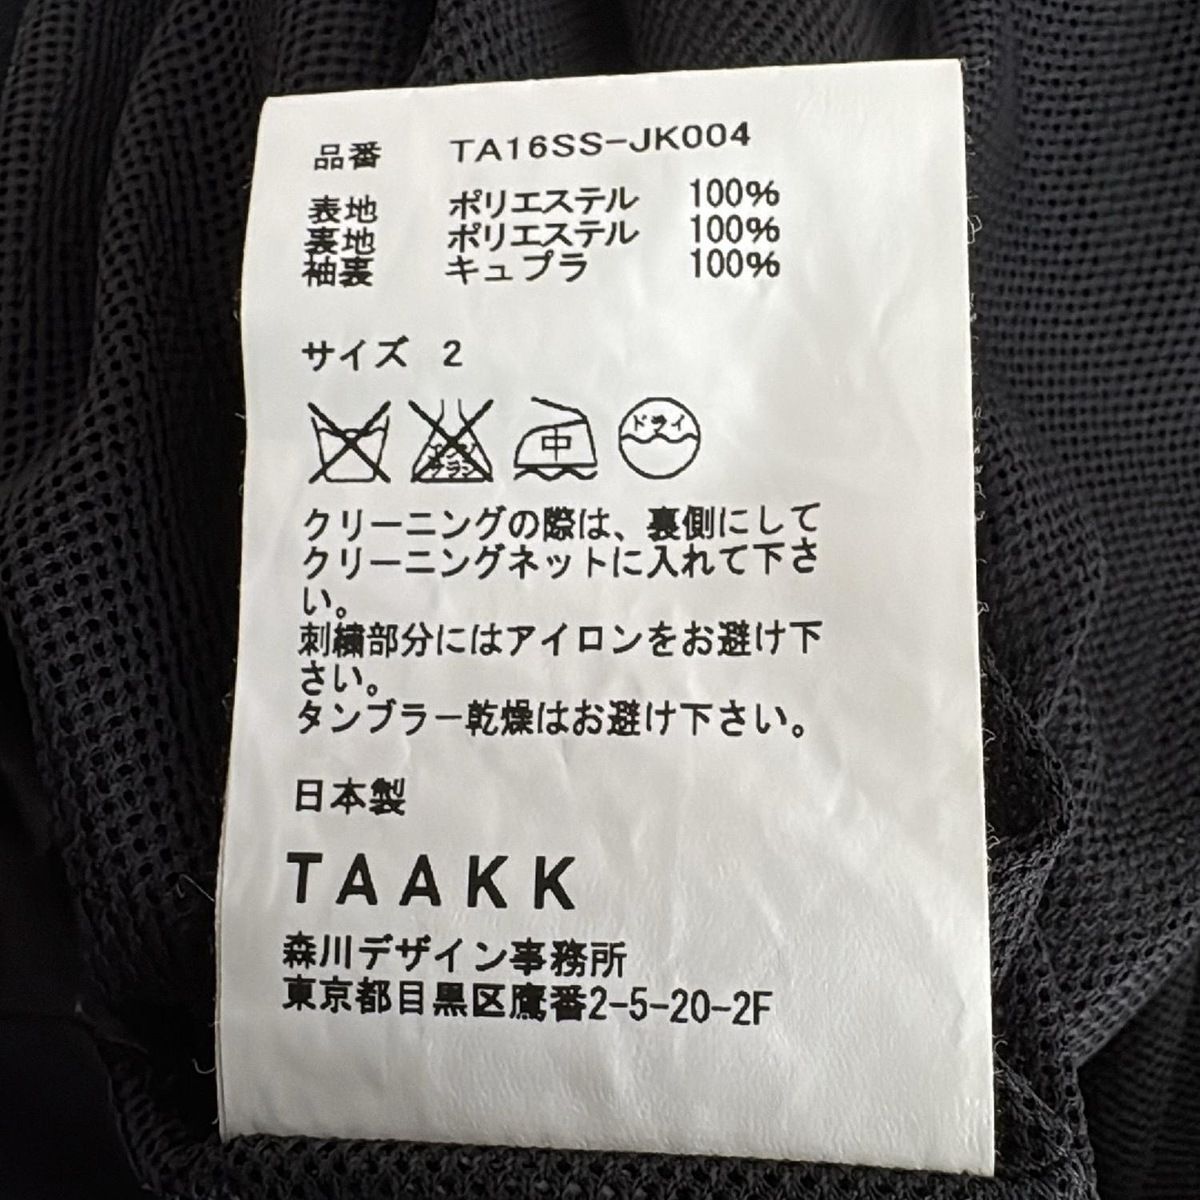 品番 TA16SS-JK004
表地 ポリエステル 100%
裏地 ポリエステル 100%
袖裏 キュプラ 100%
サイズ 2
エンソ サラシ 中 ドライ
クリーニングの際は、裏側にして
クリーニングネットに入れて下さ
い。
刺繍部分にはアイロンをお避け下
さい。
タンブラー乾燥はお避け下さい。
日本製
TAAKK
森川デザイン事務所
東京都目黒区鷹番2-5-20-2F